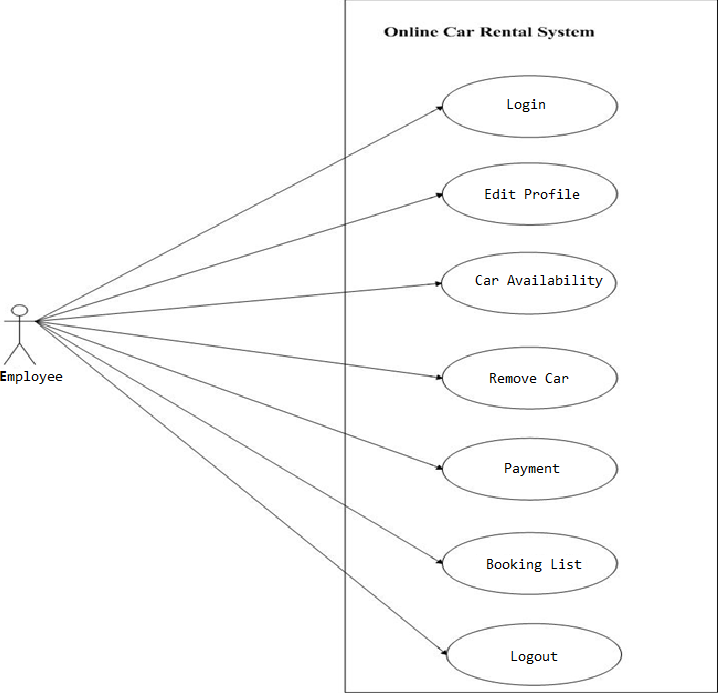 Online Car Rental System
Login
Edit Profile
Car Availability
Remove Car
Employee
Payment
Booking List
Logout